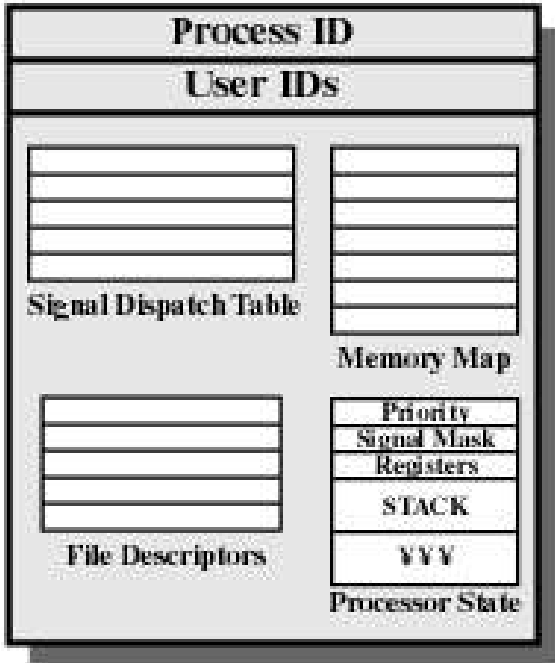 Process ID
User IDs
Signal Dispatch Table
Memory Map
Priority
Signal Mask
Registers
STACK
¥¥¥
File Descriptors
Processor State